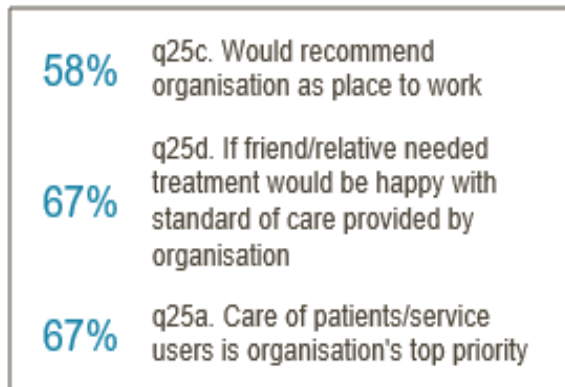 58%
q25c. Would recommend
organisation as place to work
67%
q25d. If friend/relative needed
treatment would be happy with
standard of care provided by
organisation
67%
q25a. Care of patients/service
users is organisation's top priority